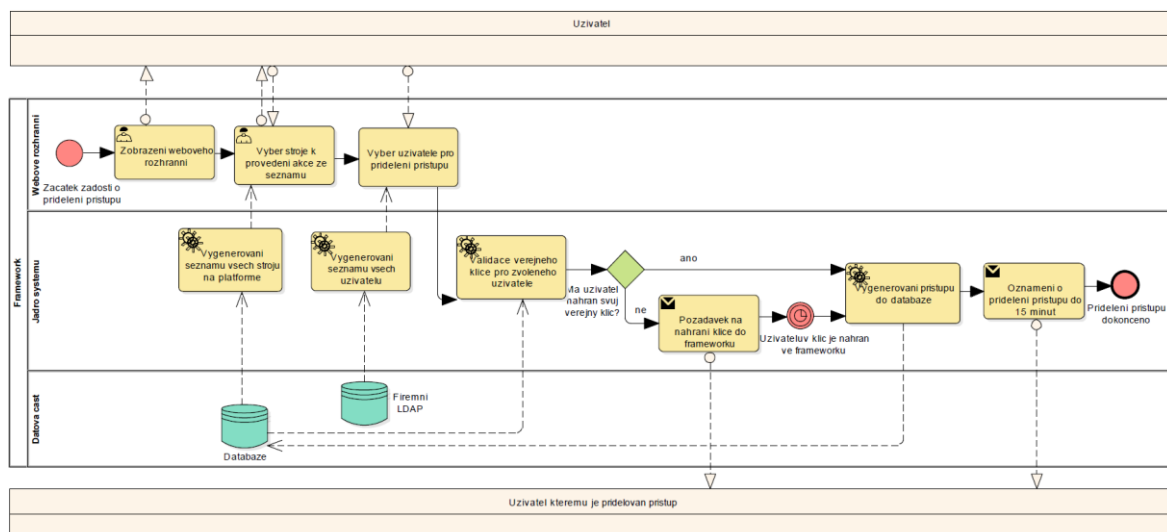 Uzivatel
Framework
Webove rozhranni
Zacatek zadosti o
prideleni pristupu
Zobrazeni weboveho
rozhranni
Vyber stroje k
provedeni akce ze
seznamu
Vyber uzivatele pro
prideleni pristupu
Jadro systemu
Vygenerovani
seznamu vsech stroju
na platforme
Vygenerovani
seznamu vsech
uzivatelu
Validace verejneho
klice pro zvoleneho
uzivatele
Ma uzivatel
nahran svuj
verejny klic?
ano
ne
Pozadavek na
nahrani klice do
frameworku
Uzivateluv klic je nahran
ve frameworku
Vygenerovani pristupu
do databaze
Oznameni o
prideleni pristupu do
15 minut
Prideleni pristupu
dokonceno
Datova cast
Databaze
Firemni
LDAP
Uzivatel kteremu je pridelovan pristup